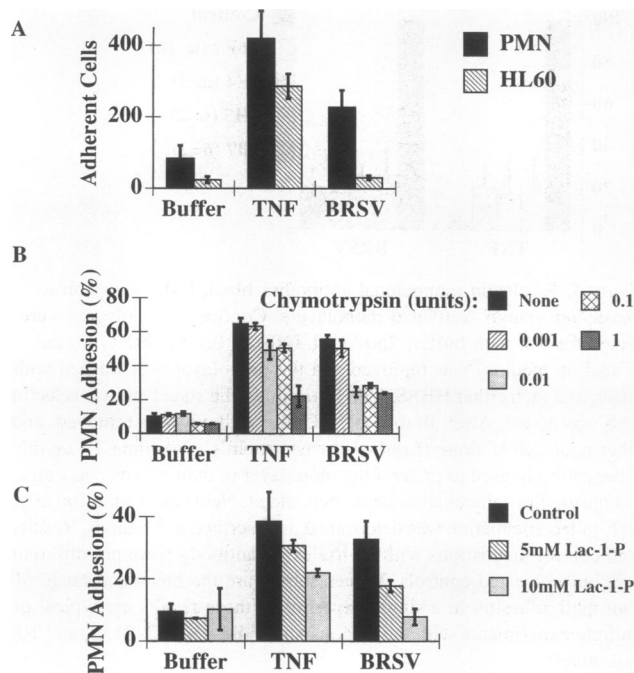 A
Adherent Cells
400
200
0
PMN
HL60
Buffer TNF BRSV
B
PMN Adhesion (%)
80
60
40
20
0
Chymotrypsin (units): None 0.1
0.001
0.01
Buffer TNF BRSV
C
PMN Adhesion (%)
40
20
0
Control
5mM Lac-1-P
10mM Lac-1-P
Buffer TNF BRSV